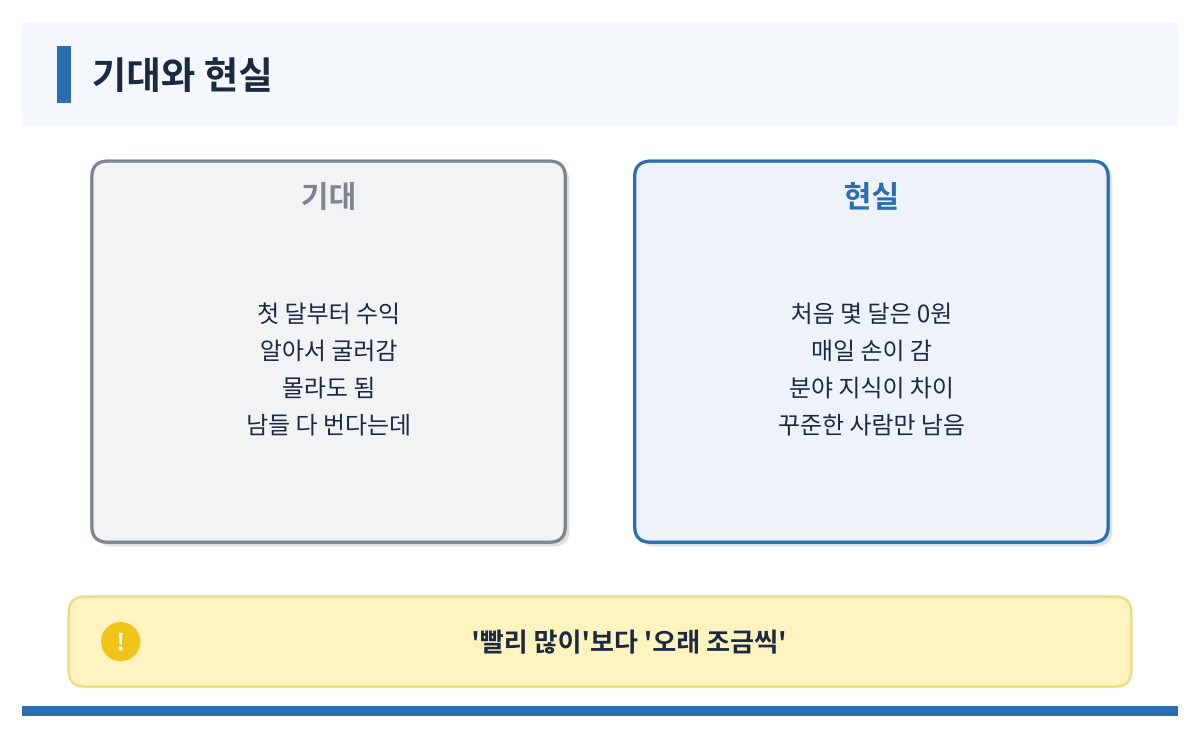 기대와 현실
기대
첫 달부터 수익
알아서 굴러감
몰라도 됨
남들 다 번다는데
현실
처음 몇 달은 0원
매일 손이 감
분야 지식이 차이
꾸준한 사람만 남음
!
'빨리 많이'보다 '오래 조금씩'